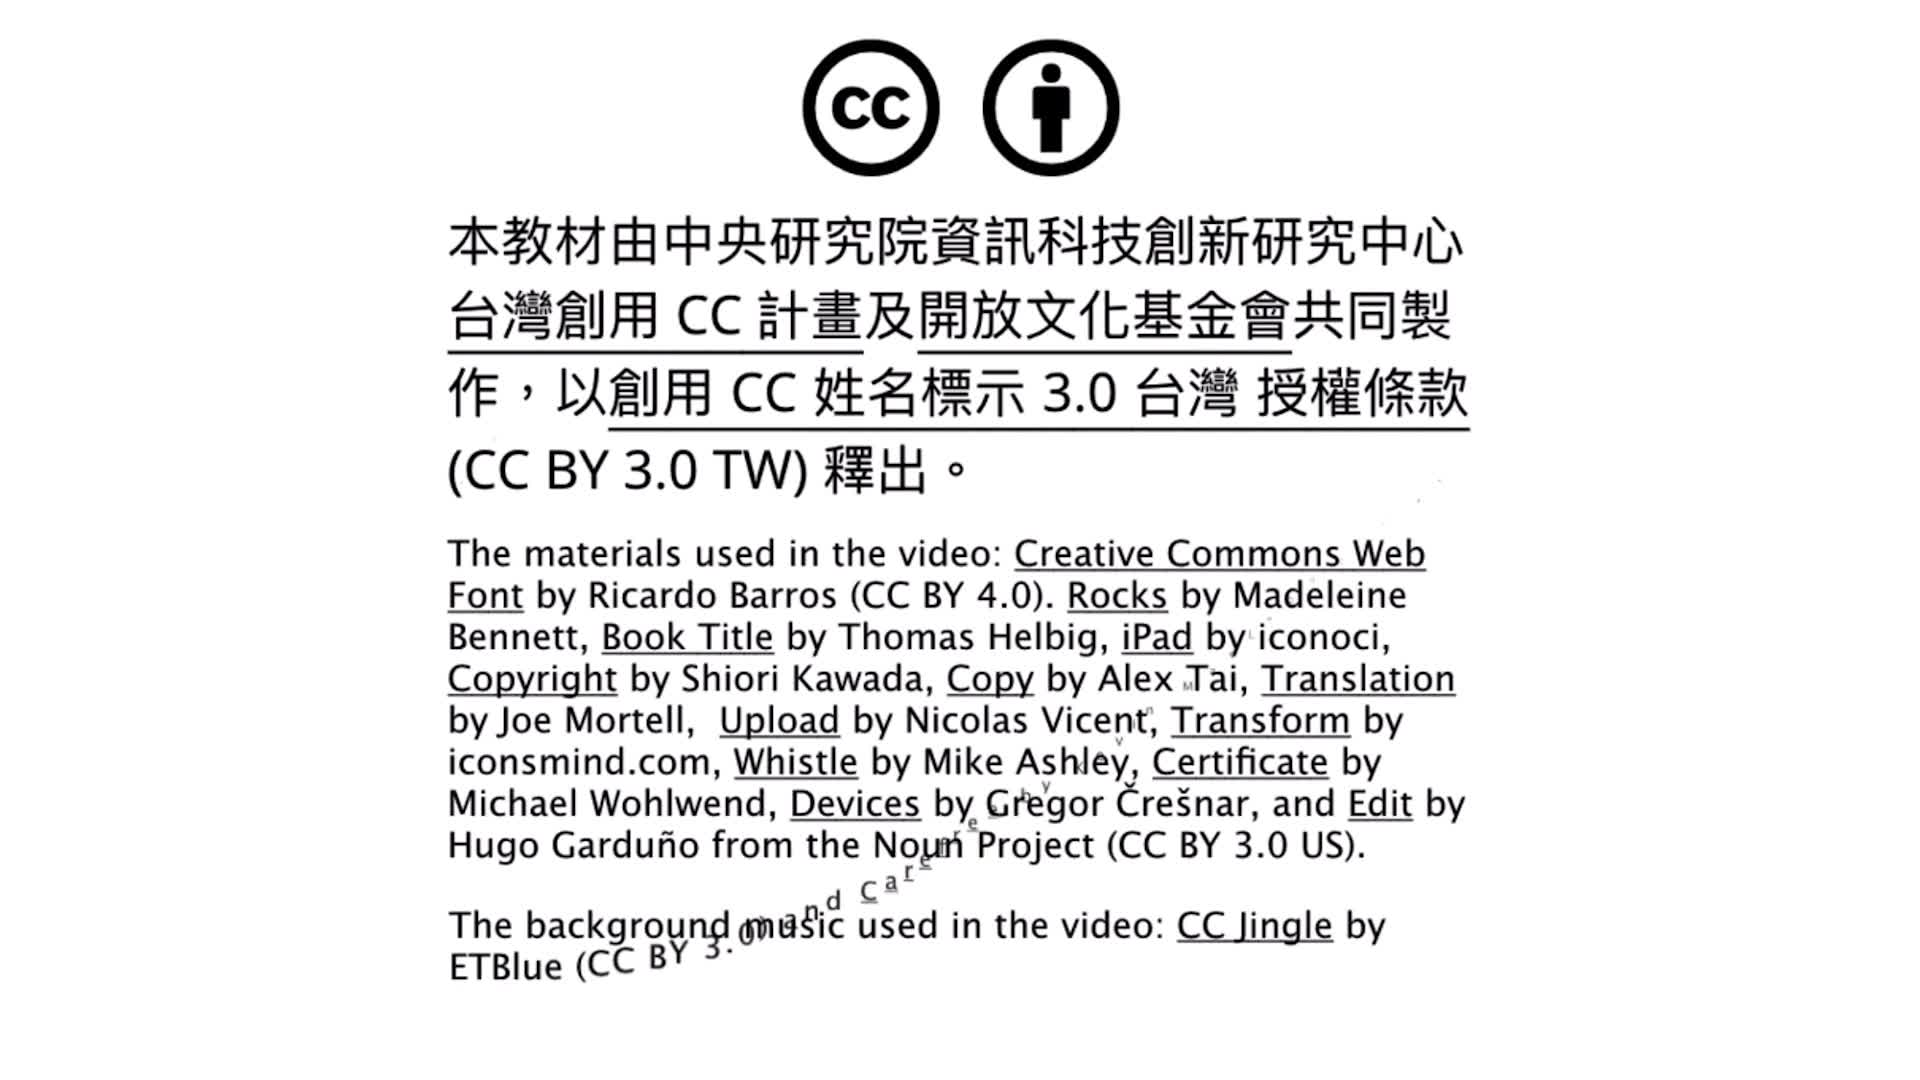 cc
本教材由中央研究院資訊科技創新研究中心
台灣創用 CC 計畫及開放文化基金會共同製
作，以創用 CC 姓名標示 3.0 台灣 授權條款
(CC BY 3.0 TW) 釋出。
The materials used in the video: Creative Commons Web
Font by Ricardo Barros (CC BY 4.0). Rocks by Madeleine
Bennett, Book Title by Thomas Helbig, iPad by iconoci,
Copyright by Shiori Kawada, Copy by Alex Tai, Translation
by Joe Mortell, Upload by Nicolas Vicent, Transform by
iconsmind.com, Whistle by Mike Ashley, Certificate by
Michael Wohlwend, Devices by Gregor Črešnar, and Edit by
Hugo Garduño from the Noun Project (CC BY 3.0 US).
The background music used in the video: CC Jingle by
ETBlue (CC BY 3.0) and Carefree by